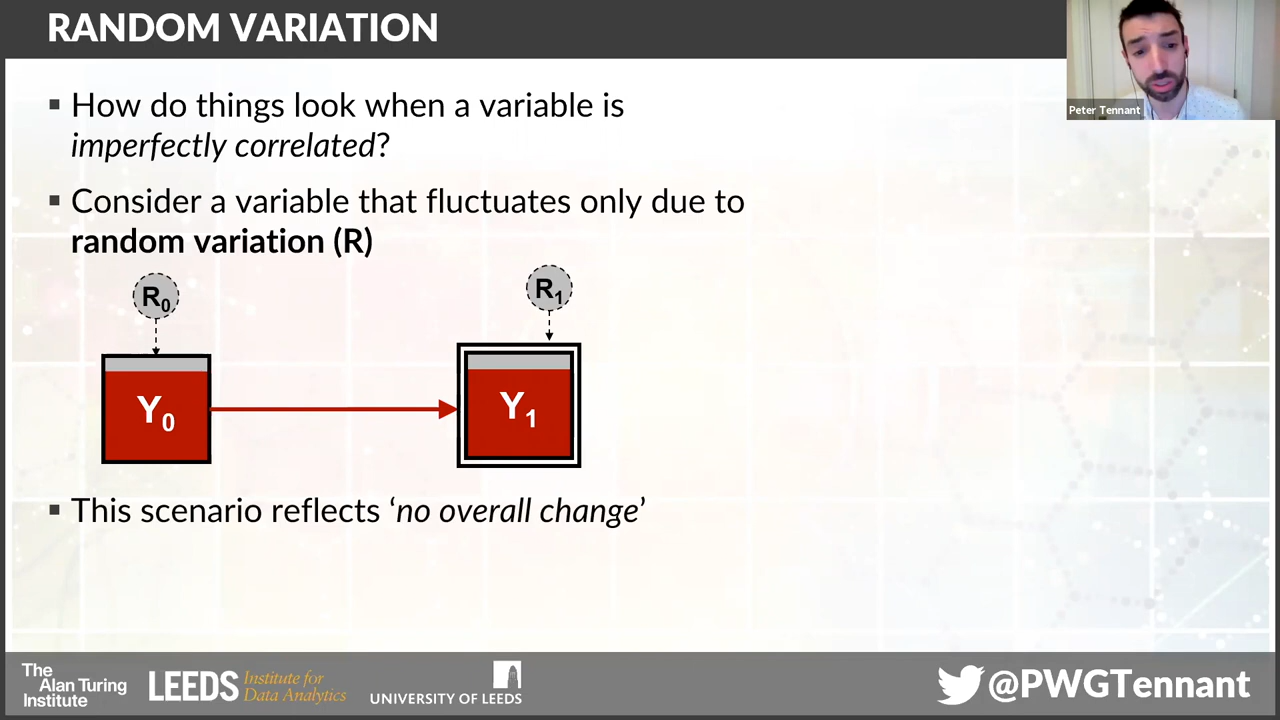 RANDOM VARIATION
Peter Tennant
▪ How do things look when a variable is
imperfectly correlated?
▪ Consider a variable that fluctuates only due to
random variation (R)
R0
R1
Y0
Y1
▪ This scenario reflects ‘no overall change’
The
Alan Turing
Institute
LEEDS Institute for
Data Analytics
UNIVERSITY OF LEEDS
@PWGTennant